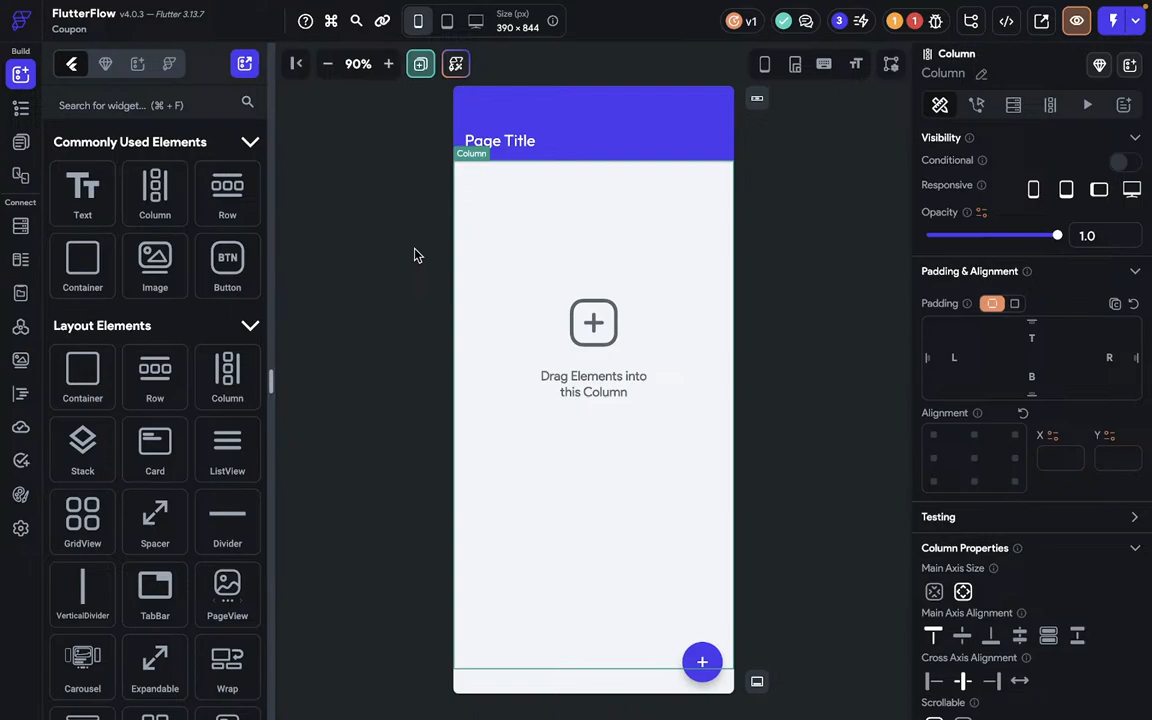 FlutterFlow v4.0.3 - Flutter 3.13.7
Coupon
Size (px)
390 × 844
v1
3
1
1
Build
Connect
Search for widget... (⌘ + F)
Commonly Used Elements
Text
Column
Row
Container
Image
BTN
Button
Layout Elements
Container
Row
Column
Stack
Card
ListView
GridView
Spacer
Divider
VerticalDivider
TabBar
PageView
Carousel
Expandable
Wrap
90%
Page Title
Column
Drag Elements into
this Column
Column
Column
Visibility
Conditional
Responsive
Opacity
1.0
Padding & Alignment
Padding
T
L
R
B
Alignment
X
Y
Testing
Column Properties
Main Axis Size
Main Axis Alignment
Cross Axis Alignment
Scrollable